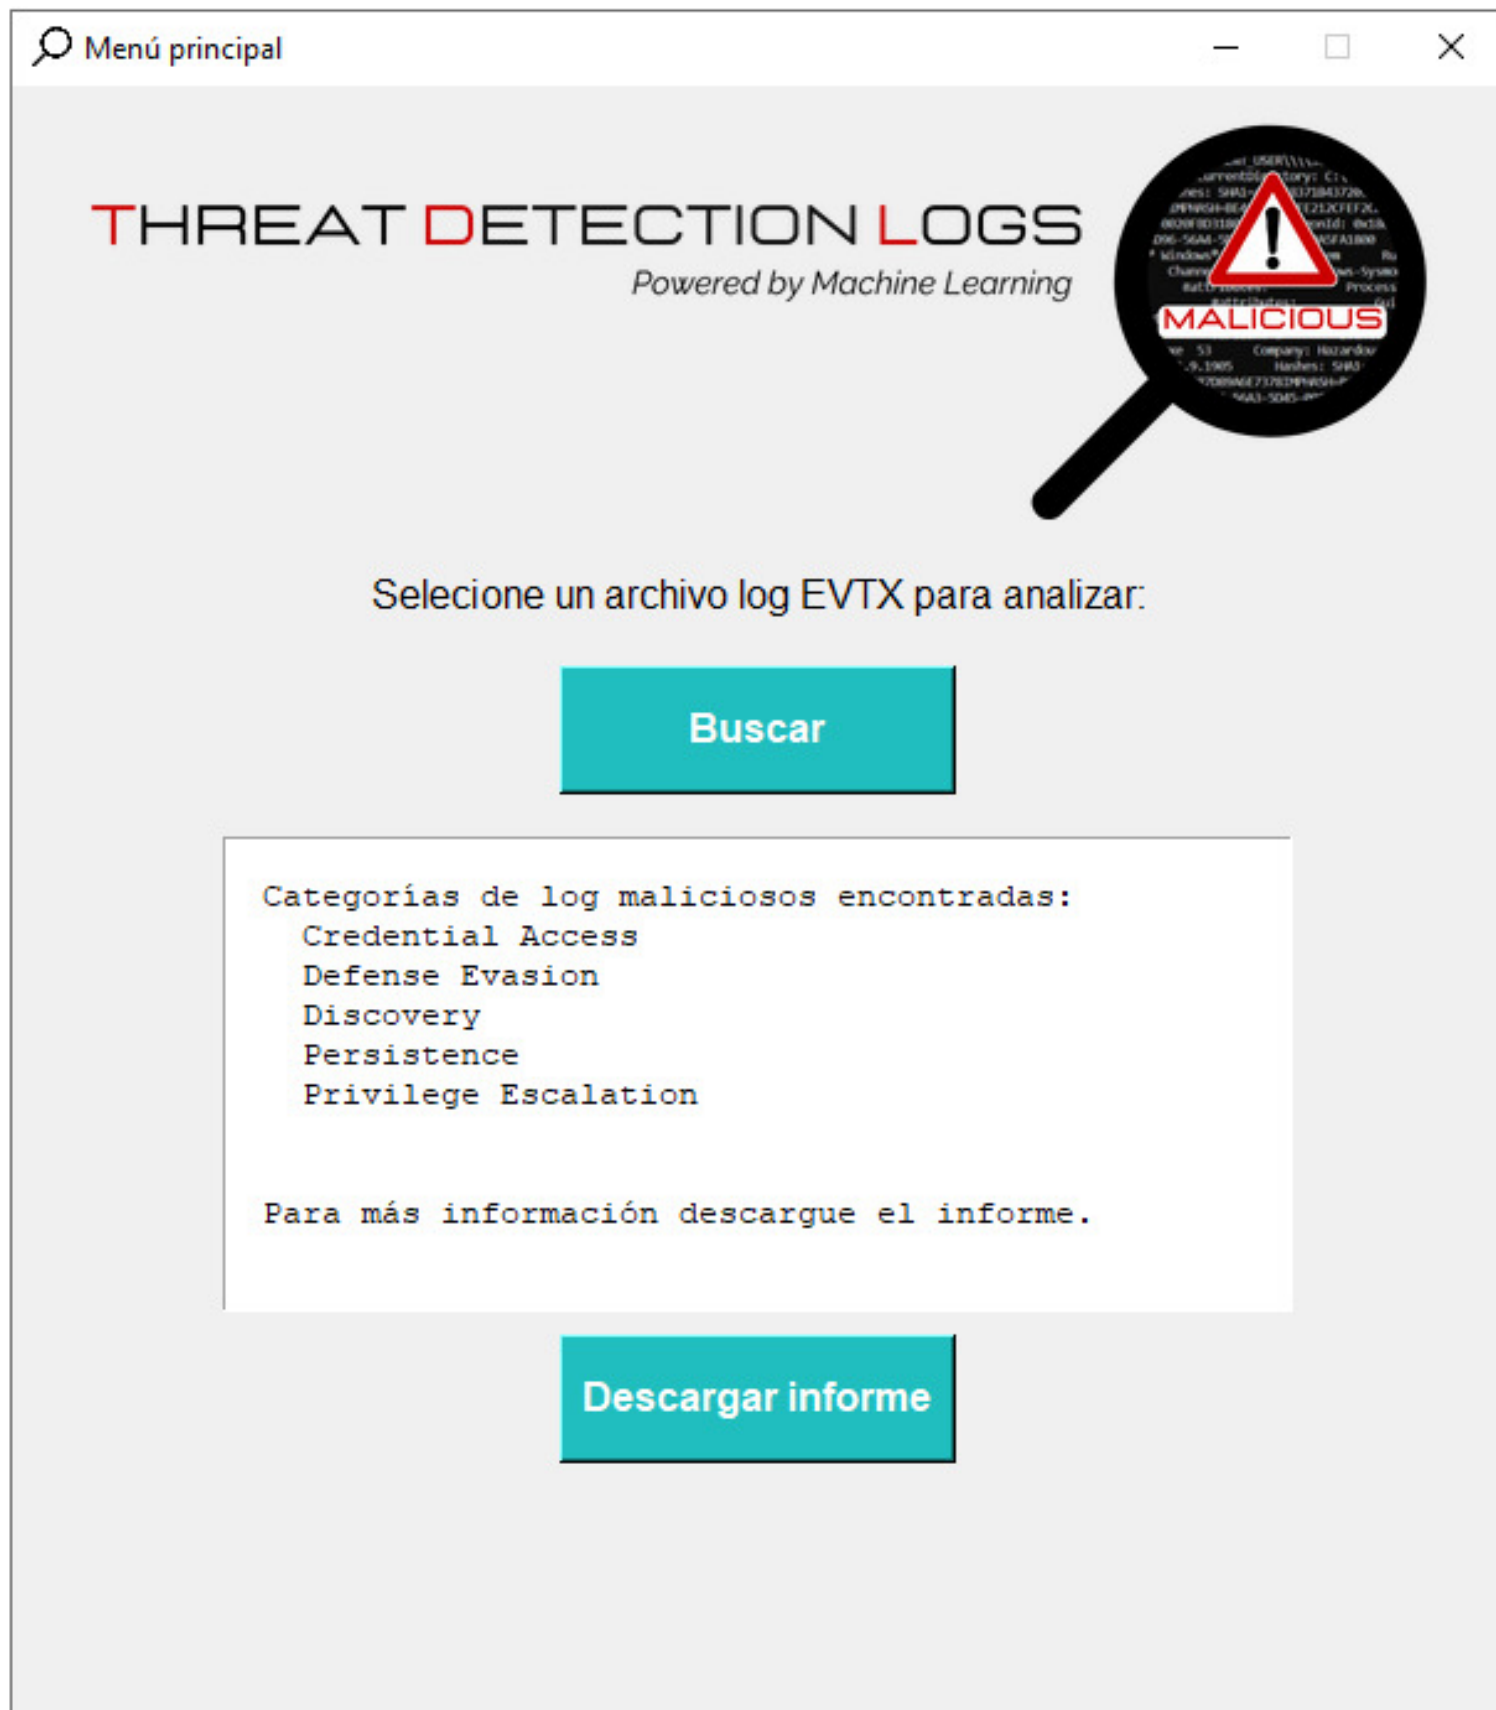 Menú principal
THREAT DETECTION LOGS
Powered by Machine Learning
MALICIOUS
Selecione un archivo log EVTX para analizar:
Buscar
Categorías de log maliciosos encontradas:
Credential Access
Defense Evasion
Discovery
Persistence
Privilege Escalation
Para más información descargue el informe.
Descargar informe